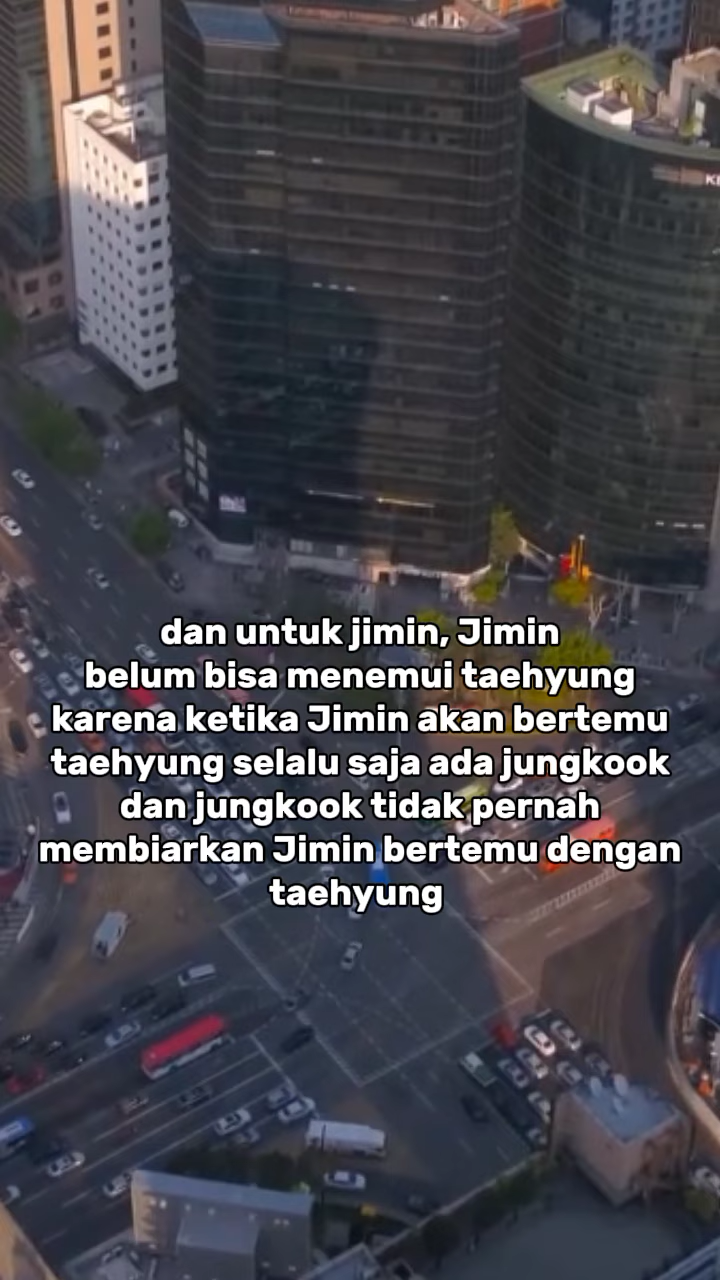 dan untuk jimin, Jimin
belum bisa menemui taehyung
karena ketika Jimin akan bertemu
taehyung selalu saja ada jungkook
dan jungkook tidak pernah
membiarkan Jimin bertemu dengan
taehyung